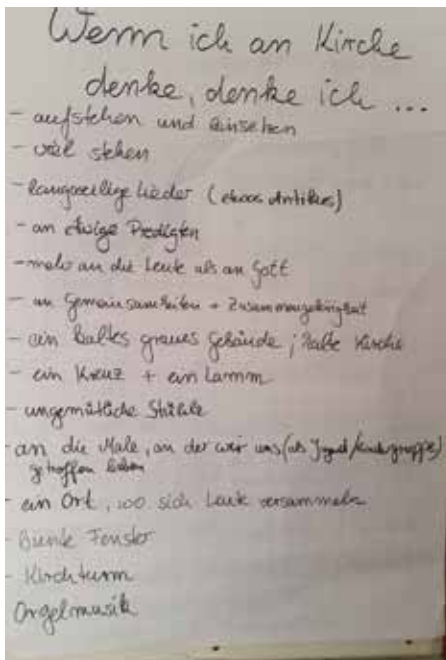 Wenn ich an Kirche
denke, denke ich ...
- aufstehen und hinsehen
- viel stehen
- langweilige Lieder (etwas Antikes)
- an ewige Predigten
- mehr an die Leute als an Gott
- an Gemeinsamkeiten + Zusammengehörigkeit
- ein kaltes graues Gebäude; kalte Kirche
- ein Kreuz + ein Lamm
- ungemütliche Stühle
- an die Male, an der wir uns (als Jugend/Kindergruppe)
getroffen haben
- ein Ort, wo sich Leute versammeln
- Bunte Fenster
- Kirchturm
Orgelmusik